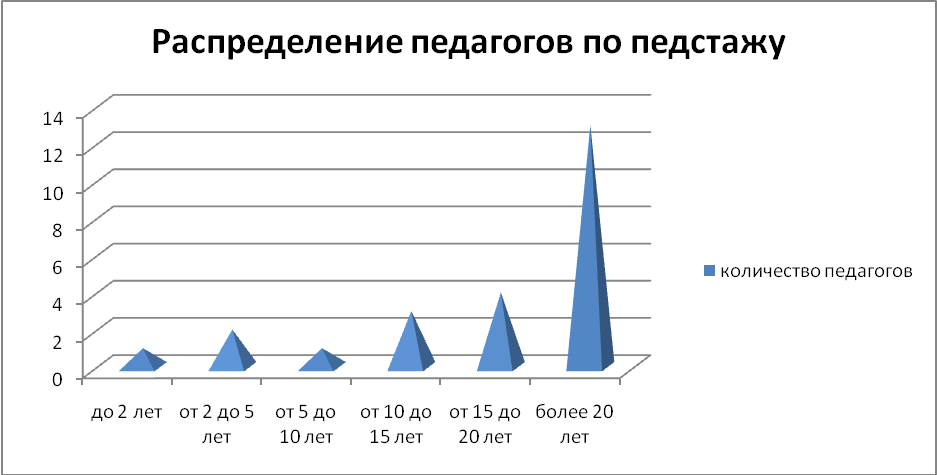 Распределение педагогов по педстажу
14
12
10
8
6
4
2
0
до 2 лет
от 2 до 5
лет
от 5 до
10 лет
от 10 до
15 лет
от 15 до
20 лет
более 20
лет
количество педагогов